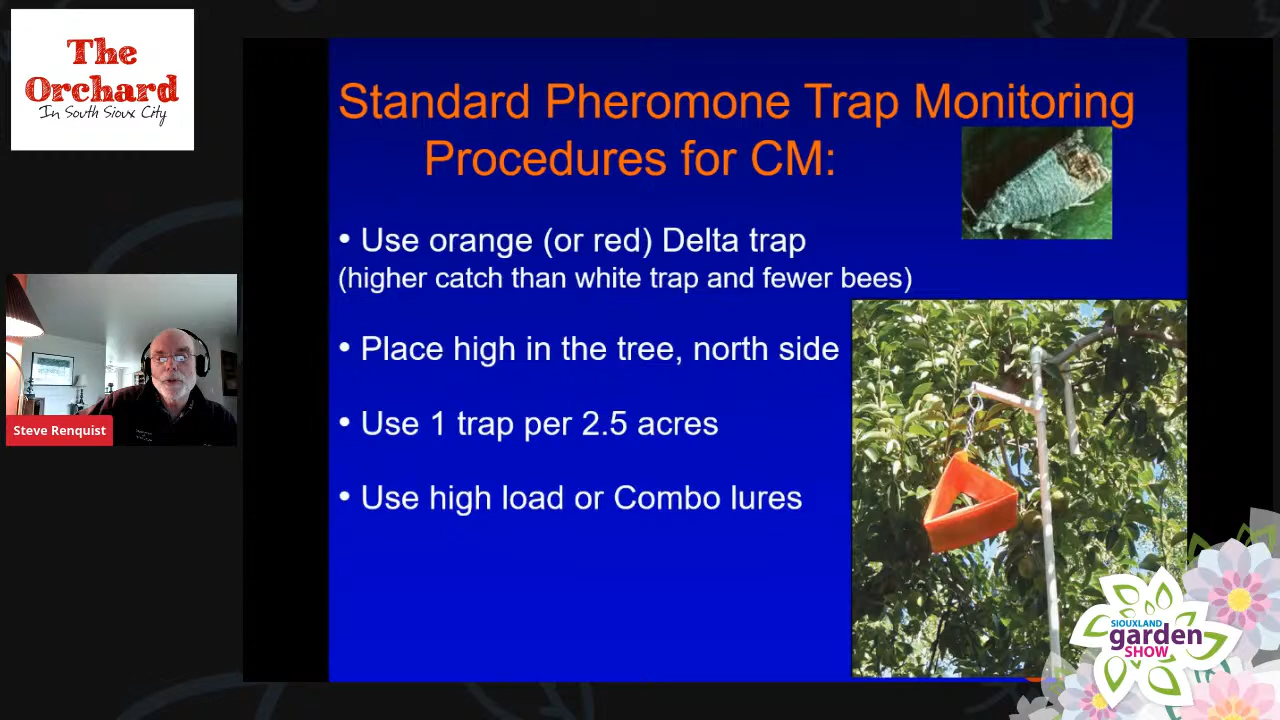 The
Orchard
In South Sioux City
Standard Pheromone Trap Monitoring
Procedures for CM:
• Use orange (or red) Delta trap
(higher catch than white trap and fewer bees)
• Place high in the tree, north side
• Use 1 trap per 2.5 acres
• Use high load or Combo lures
Steve Renquist
SIOUXLAND
garden
SHOW